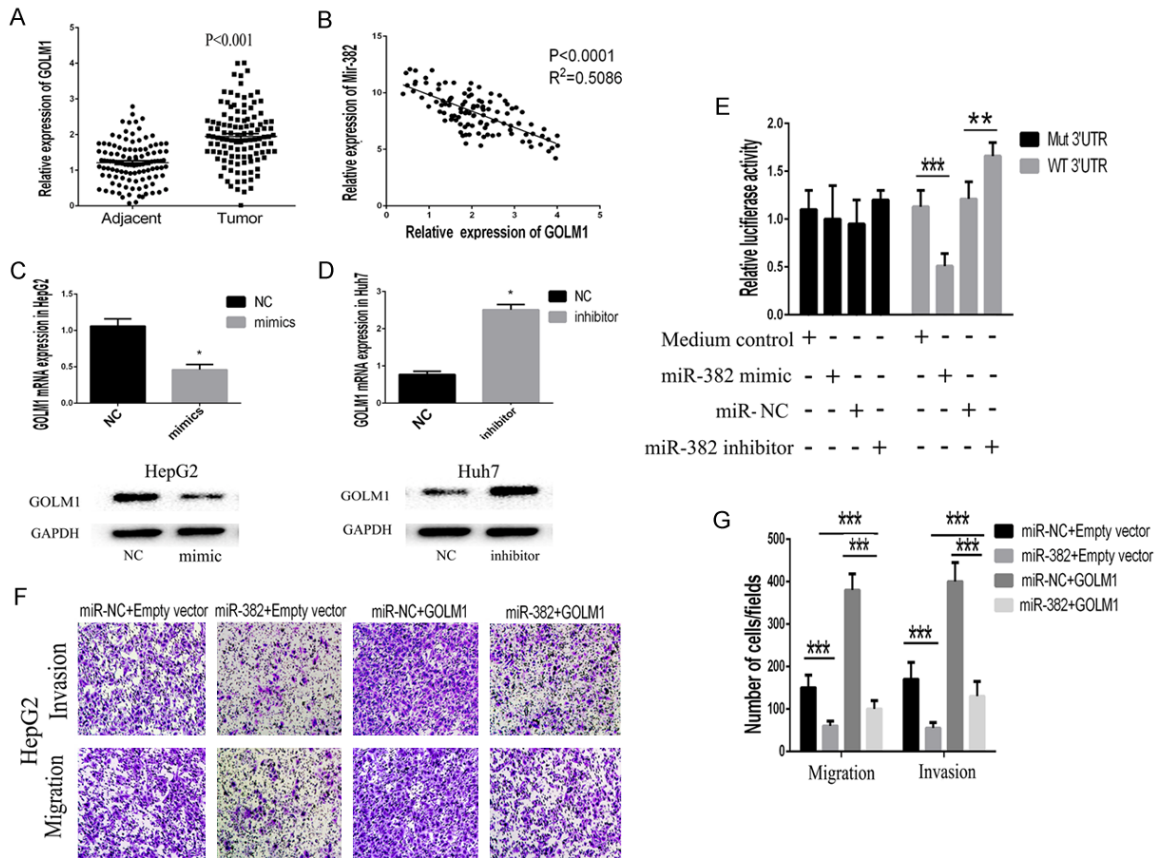 A
Relative expression of GOLM1
5
4
3
2
1
0
P<0.001
Adjacent
Tumor
B
Relative expression of Mir-382
15
10
5
0
P<0.0001
R²=0.5086
0 1 2 3 4 5
Relative expression of GOLM1
C
GOLM1 mRNA expression in HepG2
1.5
1.0
0.5
0.0
NC
mimics
*
NC
mimics
HepG2
GOLM1
GAPDH
NC mimic
D
GOLM1 mRNA expression in Huh7
3
2
1
0
*
NC
inhibitor
NC
inhibitor
Huh7
GOLM1
GAPDH
NC inhibitor
E
Relative lucifierase activity
2.0
1.5
1.0
0.5
0.0
***
**
Mut 3'UTR
WT 3'UTR
Medium control + - - - + - - -
miR-382 mimic - + - - - + - -
miR- NC - - + - - - + -
miR-382 inhibitor - - - + - - - +
F
miR-NC+Empty vector miR-382+Empty vector miR-NC+GOLM1 miR-382+GOLM1
HepG2
Invasion
Migration
G
Number of cells/fields
500
400
300
200
100
0
***
***
***
***
***
***
Migration
Invasion
miR-NC+Empty vector
miR-382+Empty vector
miR-NC+GOLM1
miR-382+GOLM1